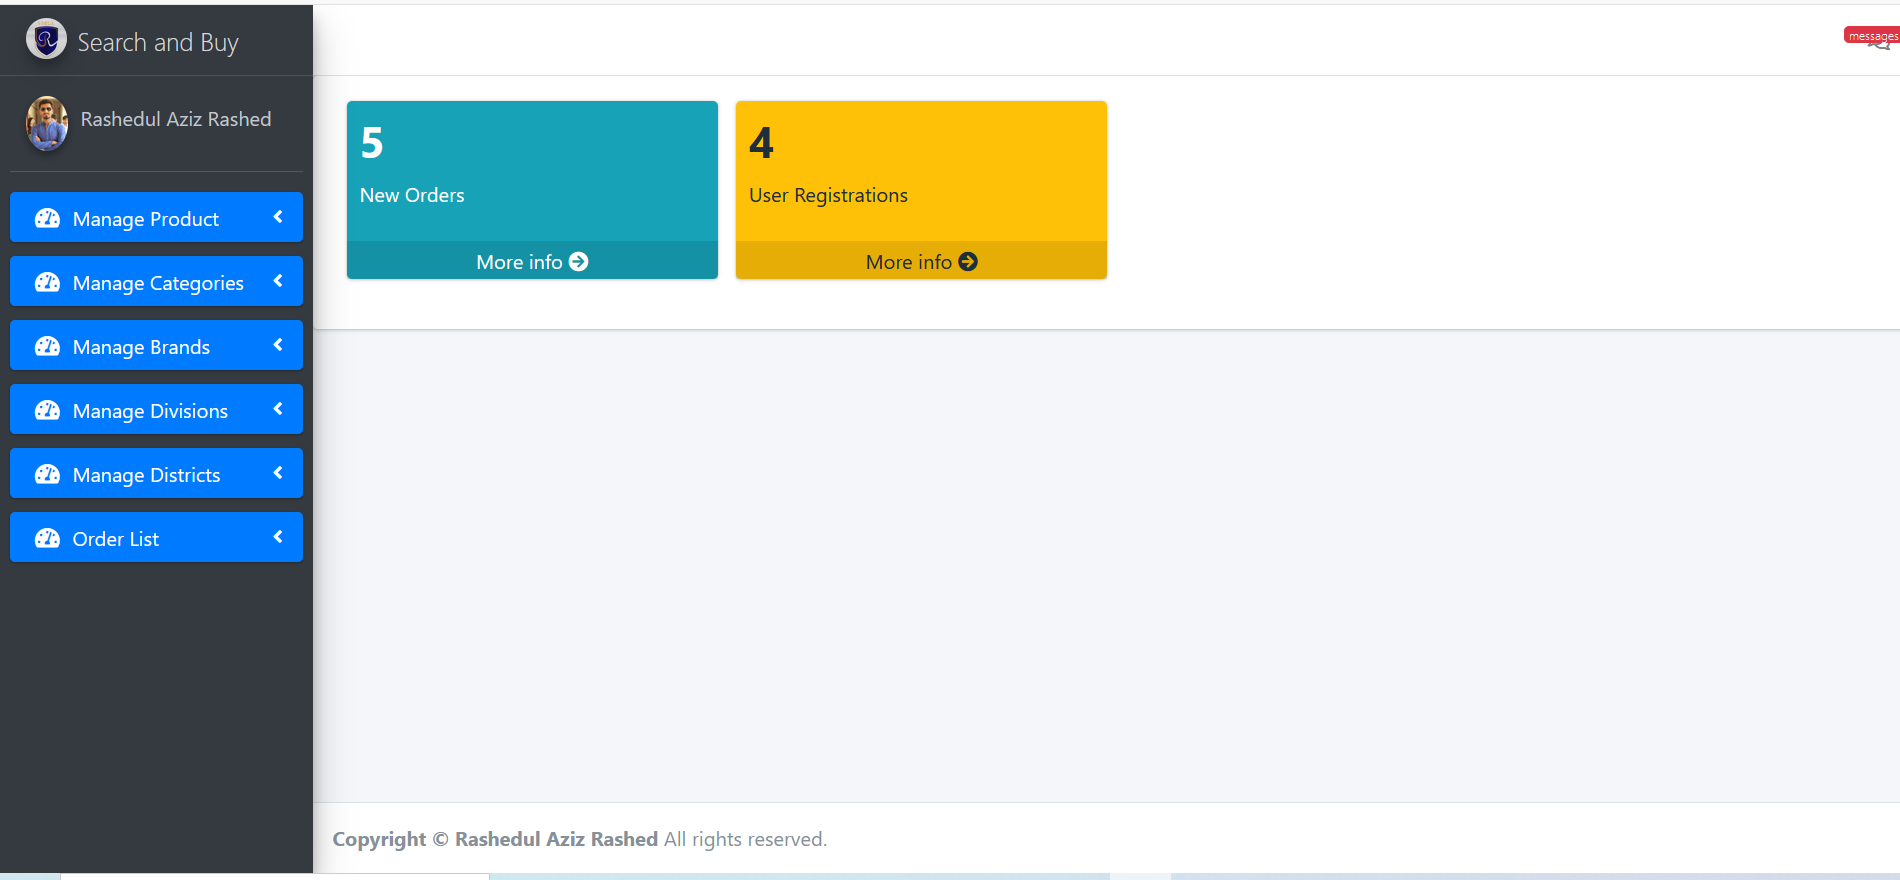 Search and Buy
messages
Rashedul Aziz Rashed
Manage Product
Manage Categories
Manage Brands
Manage Divisions
Manage Districts
Order List
5
New Orders
More info
4
User Registrations
More info
Copyright © Rashedul Aziz Rashed All rights reserved.